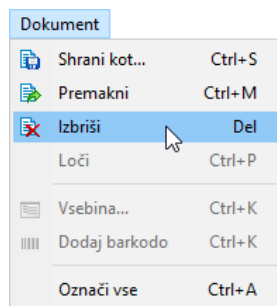 Dokument
Shrani kot... Ctrl+S
Premakni Ctrl+M
Izbriši Del
Loči Ctrl+P
Vsebina... Ctrl+K
Dodaj barkodo Ctrl+K
Označi vse Ctrl+A